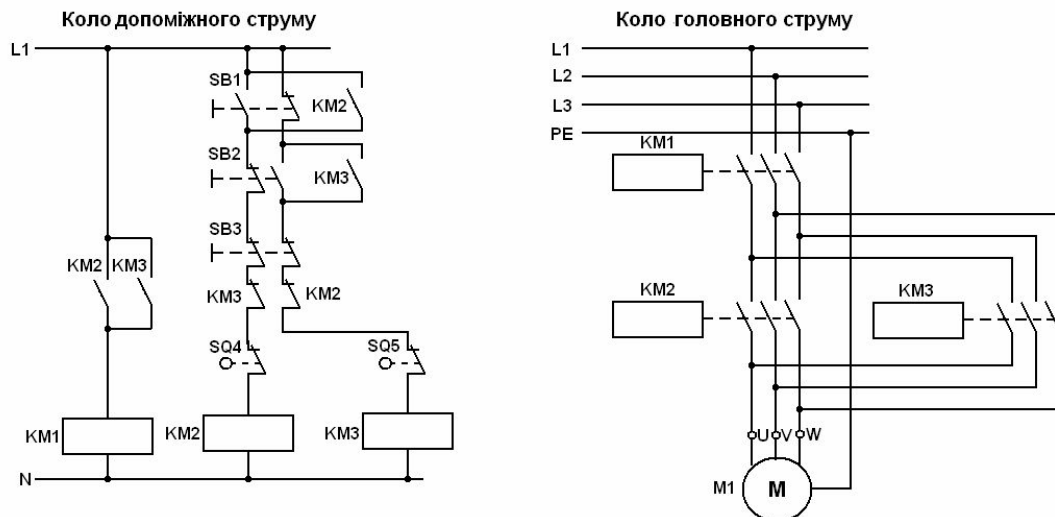 Коло допоміжного струму
L1
SB1
KM2
SB2
KM3
SB3
KM2
KM3
KM3
KM2
SQ4
SQ5
KM1
KM2
KM3
N
Коло головного струму
L1
L2
L3
PE
KM1
KM2
KM3
U
V
W
M1
M